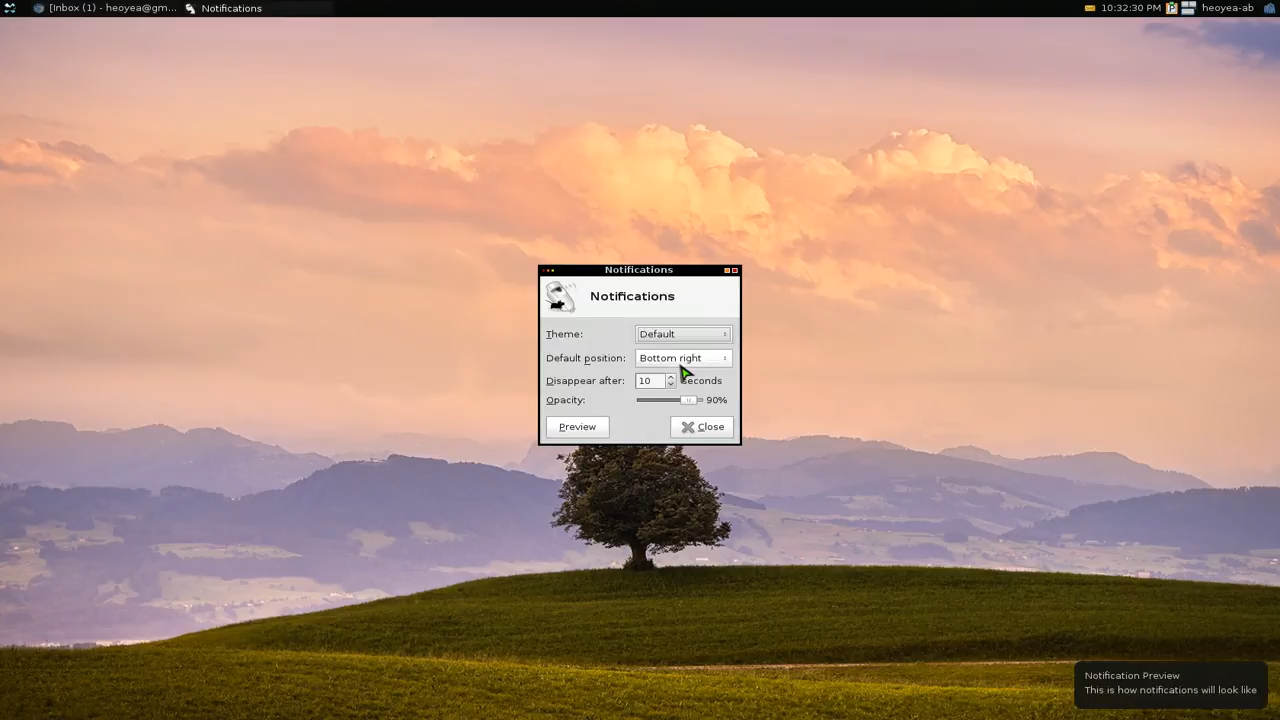 [Inbox (1) - heoyea@gm... Notifications
10:32:30 PM heoyea-ab
Notifications
Notifications
Theme: Default
Default position: Bottom right
Disappear after: 10 seconds
Opacity: 90%
Preview Close
Notification Preview
This is how notifications will look like